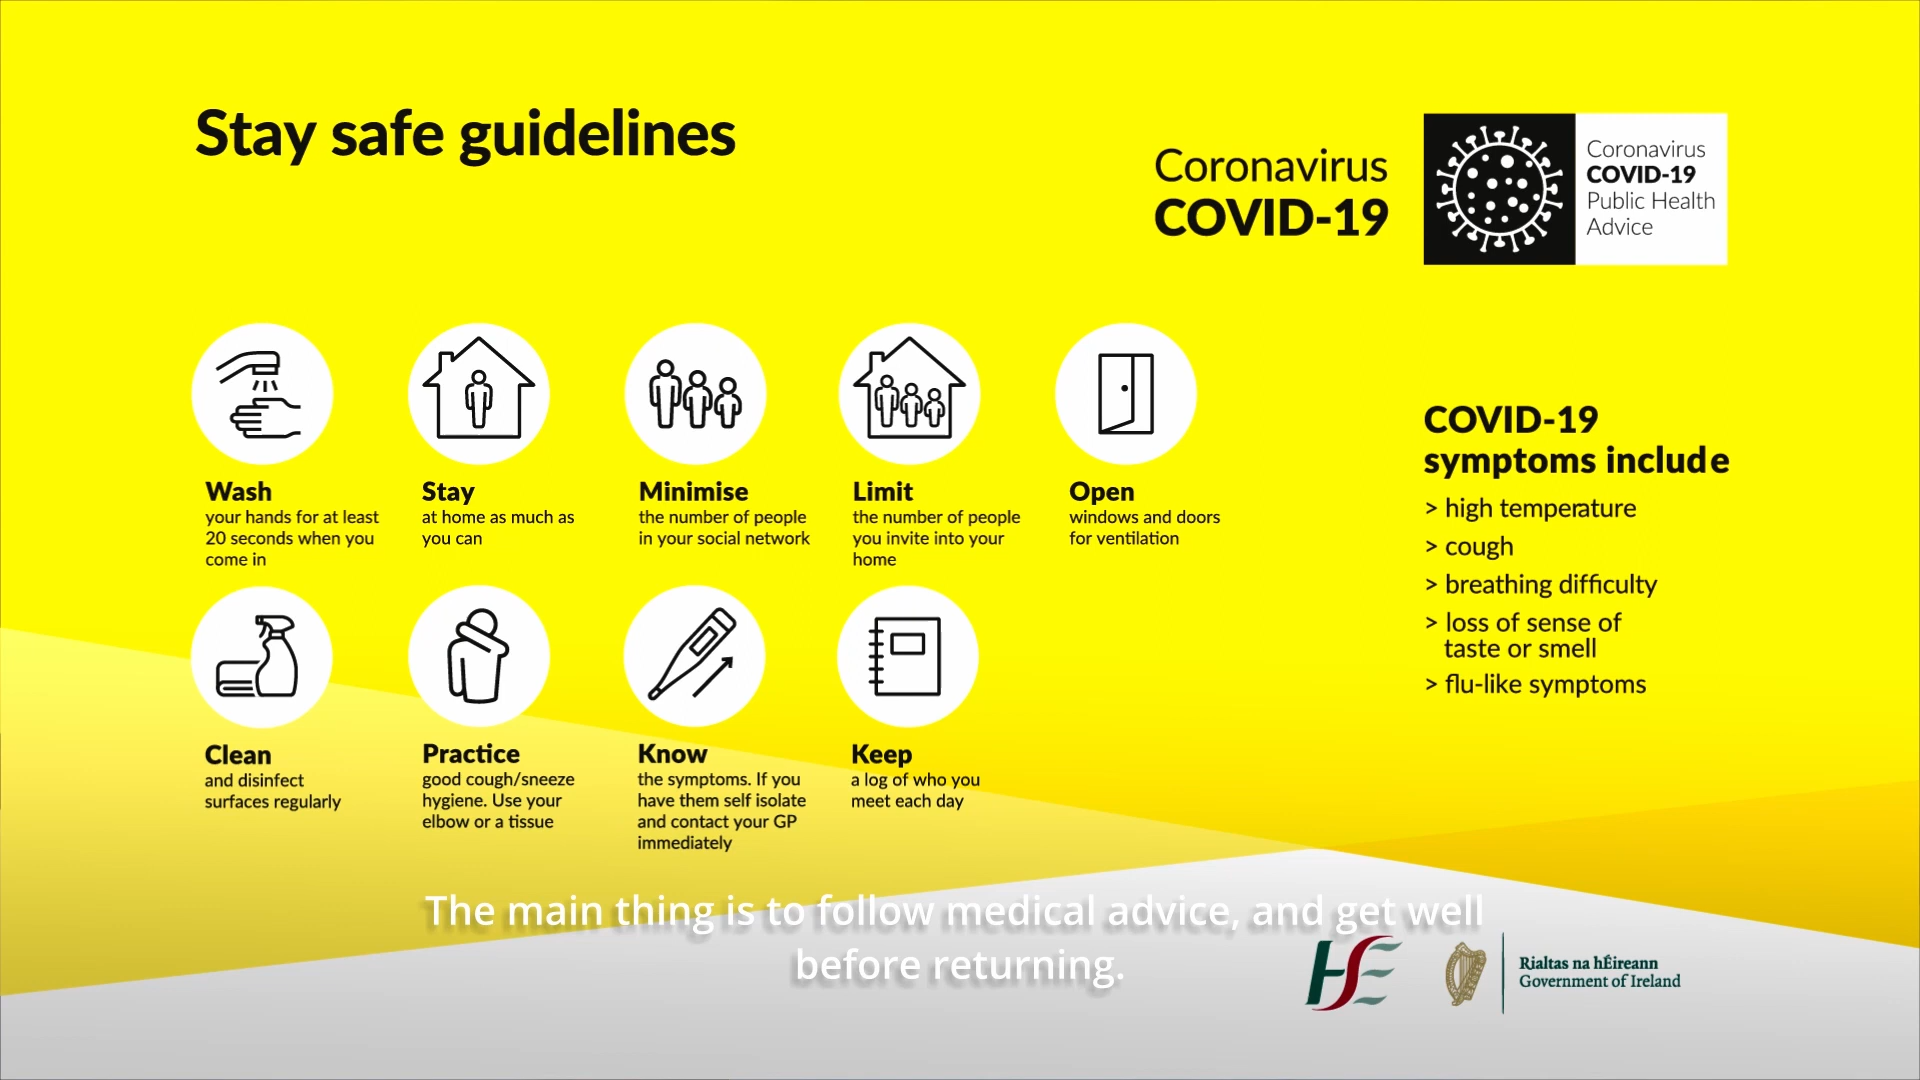 Stay safe guidelines
Coronavirus
COVID-19
Coronavirus
COVID-19
Public Health
Advice
Wash
your hands for at least
20 seconds when you
come in
Stay
at home as much as
you can
Minimise
the number of people
in your social network
Limit
the number of people
you invite into your
home
Open
windows and doors
for ventilation
Clean
and disinfect
surfaces regularly
Practice
good cough/sneeze
hygiene. Use your
elbow or a tissue
Know
the symptoms. If you
have them self isolate
and contact your GP
immediately
Keep
a log of who you
meet each day
COVID-19
symptoms include
> high temperature
> cough
> breathing difficulty
> loss of sense of
taste or smell
> flu-like symptoms
The main thing is to follow medical advice, and get well
before returning.
HSE
Rialtas na hÉireann
Government of Ireland